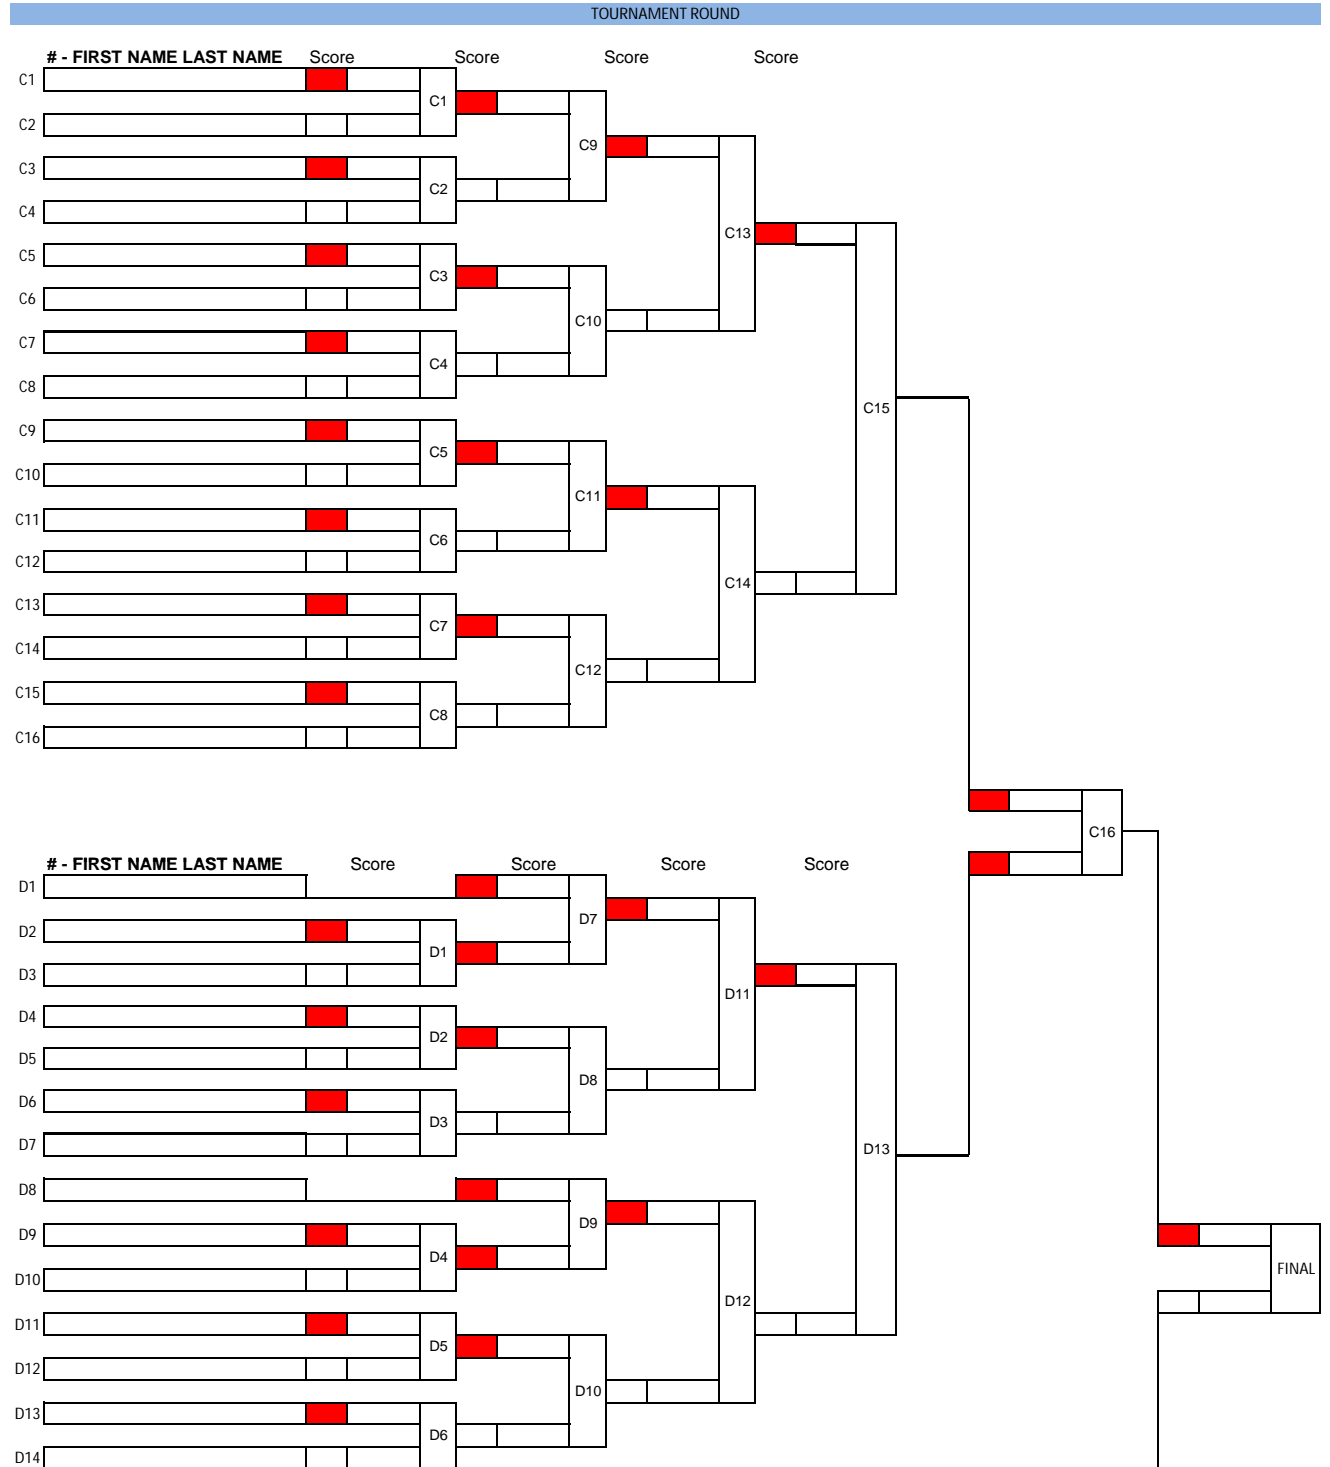 TOURNAMENT ROUND
# - FIRST NAME LAST NAME Score Score Score Score
C1
C1
C2
C9
C3
C2
C4
C13
C5
C3
C6
C10
C7
C4
C8
C15
C9
C5
C10
C11
C11
C6
C12
C14
C13
C7
C14
C12
C15
C8
C16
C16
# - FIRST NAME LAST NAME Score Score Score Score
D1
D7
D2
D1
D3
D11
D4
D2
D5
D8
D6
D3
D7
D13
D8
D9
D9
D4
D10
FINAL
D12
D11
D5
D12
D10
D13
D6
D14